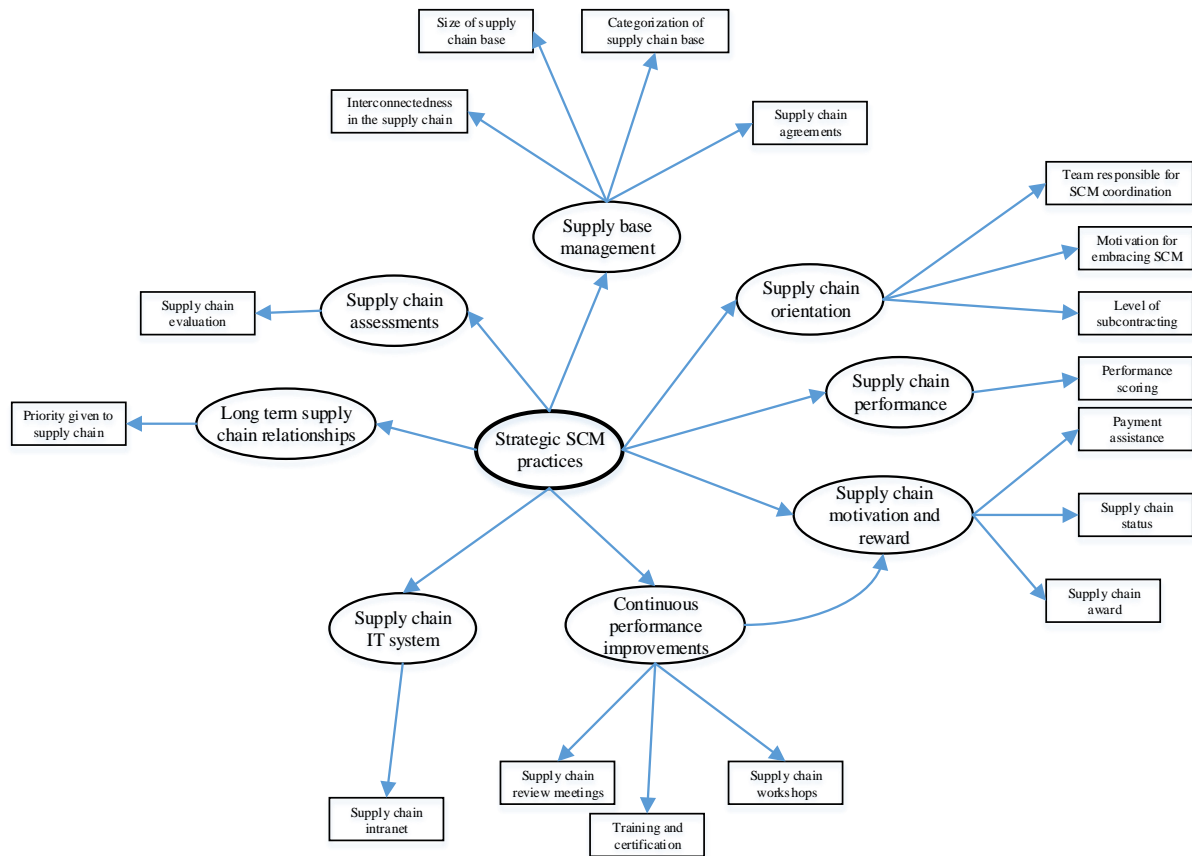 Size of supply
chain base
Categorization of
supply chain base
Interconnectedness
in the supply chain
Supply chain
agreements
Team responsible for
SCM coordination
Supply base
management
Motivation for
embracing SCM
Supply chain
orientation
Supply chain
assessments
Supply chain
evaluation
Level of
subcontracting
Performance
scoring
Supply chain
performance
Long term supply
chain relationships
Priority given to
supply chain
Strategic SCM
practices
Payment
assistance
Supply chain
motivation and
reward
Supply chain
status
Supply chain
award
Supply chain
IT system
Continuous
performance
improvements
Supply chain
review meetings
Supply chain
workshops
Supply chain
intranet
Training and
certification